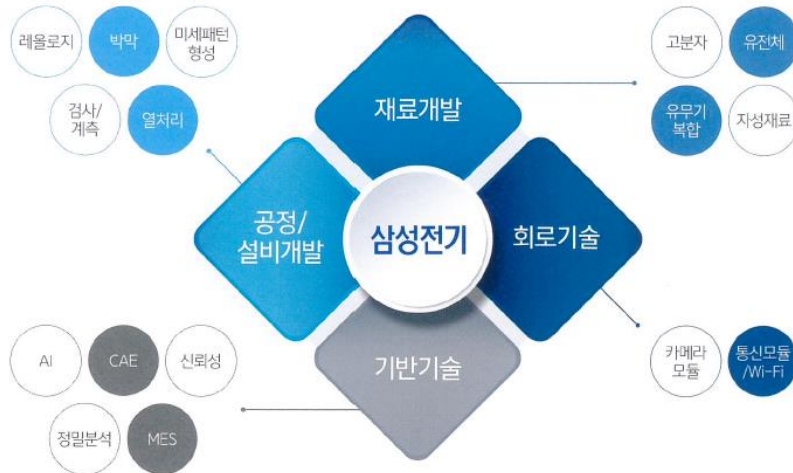 레올로지
박막
미세패턴
형성
검사/
계측
열처리
재료개발
고분자
유전체
유무기
복합
자성재료
공정/
설비개발
삼성전기
회로기술
기반기술
AI
CAE
신뢰성
정밀분석
MES
카메라
모듈
통신모듈
/Wi-Fi